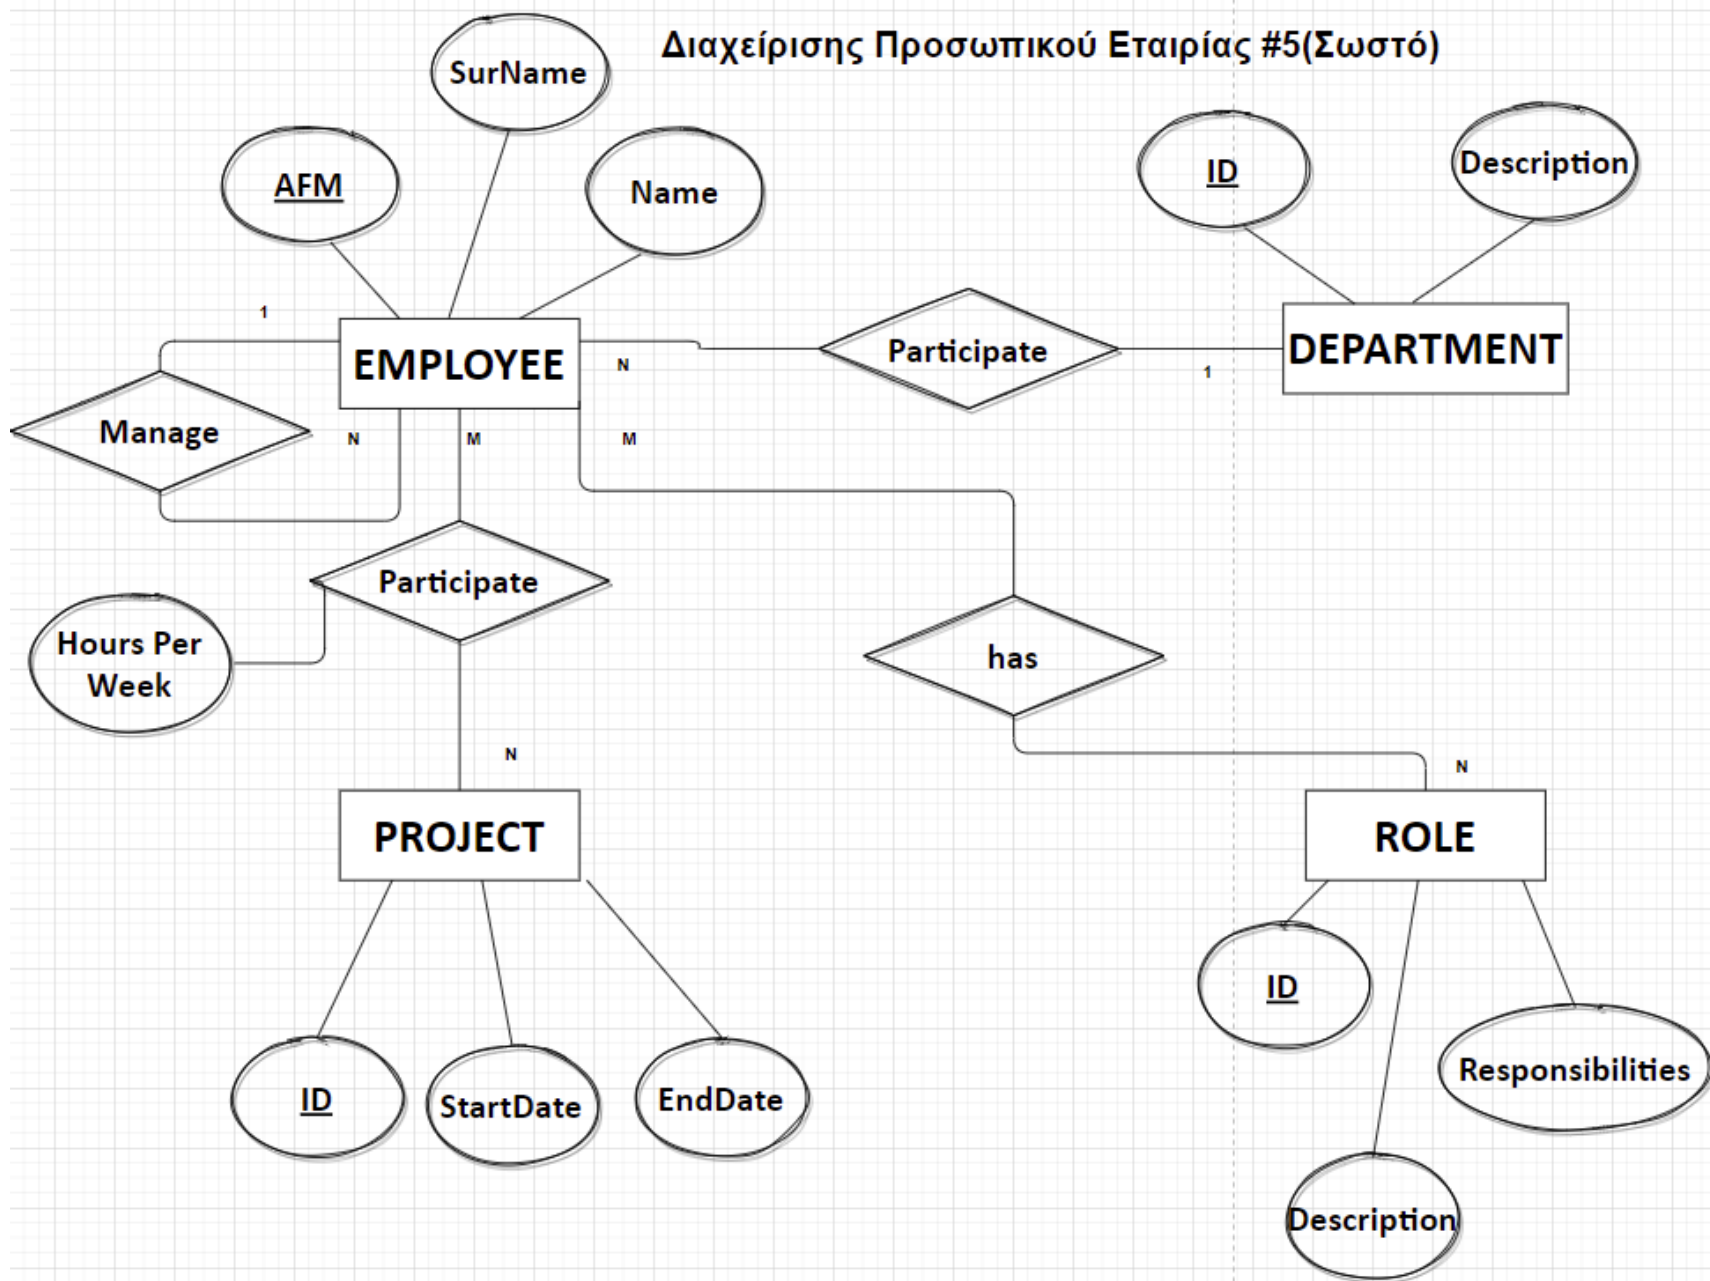 Διαχείρισης Προσωπικού Εταιρίας #5(Σωστό)
SurName
AFM
Name
ID
Description
1
EMPLOYEE
N
Participate
1
DEPARTMENT
Manage
N
M
M
Participate
Hours Per
Week
has
N
N
PROJECT
ROLE
ID
StartDate
EndDate
ID
Responsibilities
Description